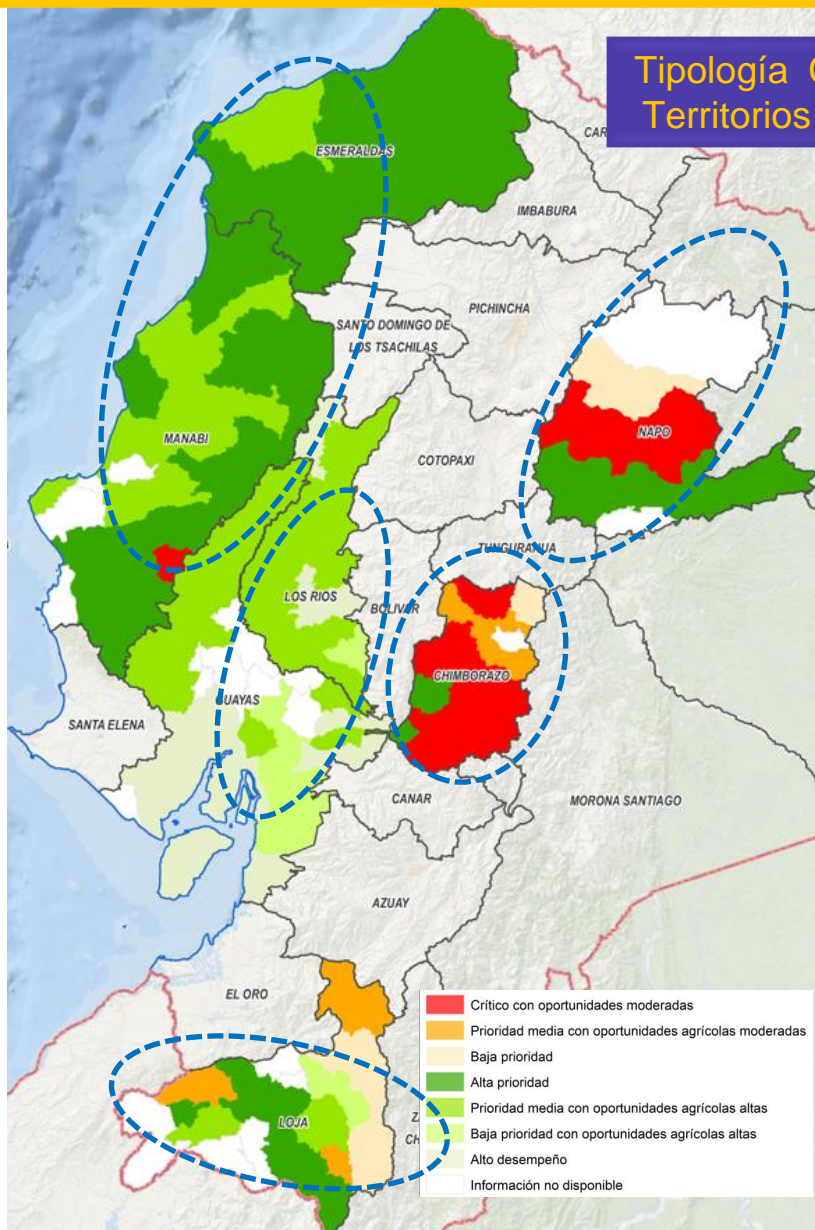 Tipología
Territorios
ESMERALDAS
IMBABURA
PICHINCHA
SANTO DOMINGO DE
LOS TSACHILAS
NAPO
MANABI
COTOPAXI
TUNGURAHUA
LOS RIOS
BOLIVAR
CHIMBORAZO
GUAYAS
SANTA ELENA
CANAR
MORONA SANTIAGO
AZUAY
EL ORO
LOJA
Crítico con oportunidades moderadas
Prioridad media con oportunidades agrícolas moderadas
Baja prioridad
Alta prioridad
Prioridad media con oportunidades agrícolas altas
Baja prioridad con oportunidades agrícolas altas
Alto desempeño
Información no disponible